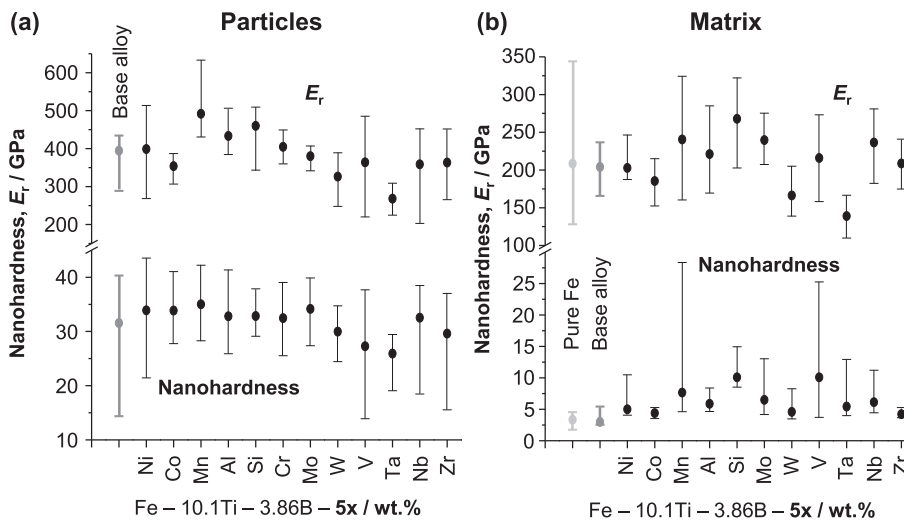 (a) Particles
Nanohardness, Er / GPa
600
500
400
300
200
40
30
20
10
Base alloy
Er
Nanohardness
Ni Co Mn Al Si Cr Mo W V Ta Nb Zr
Fe – 10.1Ti – 3.86B – 5x / wt.%
(b) Matrix
Nanohardness, Er / GPa
350
300
250
200
150
100
25
20
15
10
5
0
Pure Fe
Base alloy
Er
Nanohardness
Ni Co Mn Al Si Mo W V Ta Nb Zr
Fe – 10.1Ti – 3.86B – 5x / wt.%